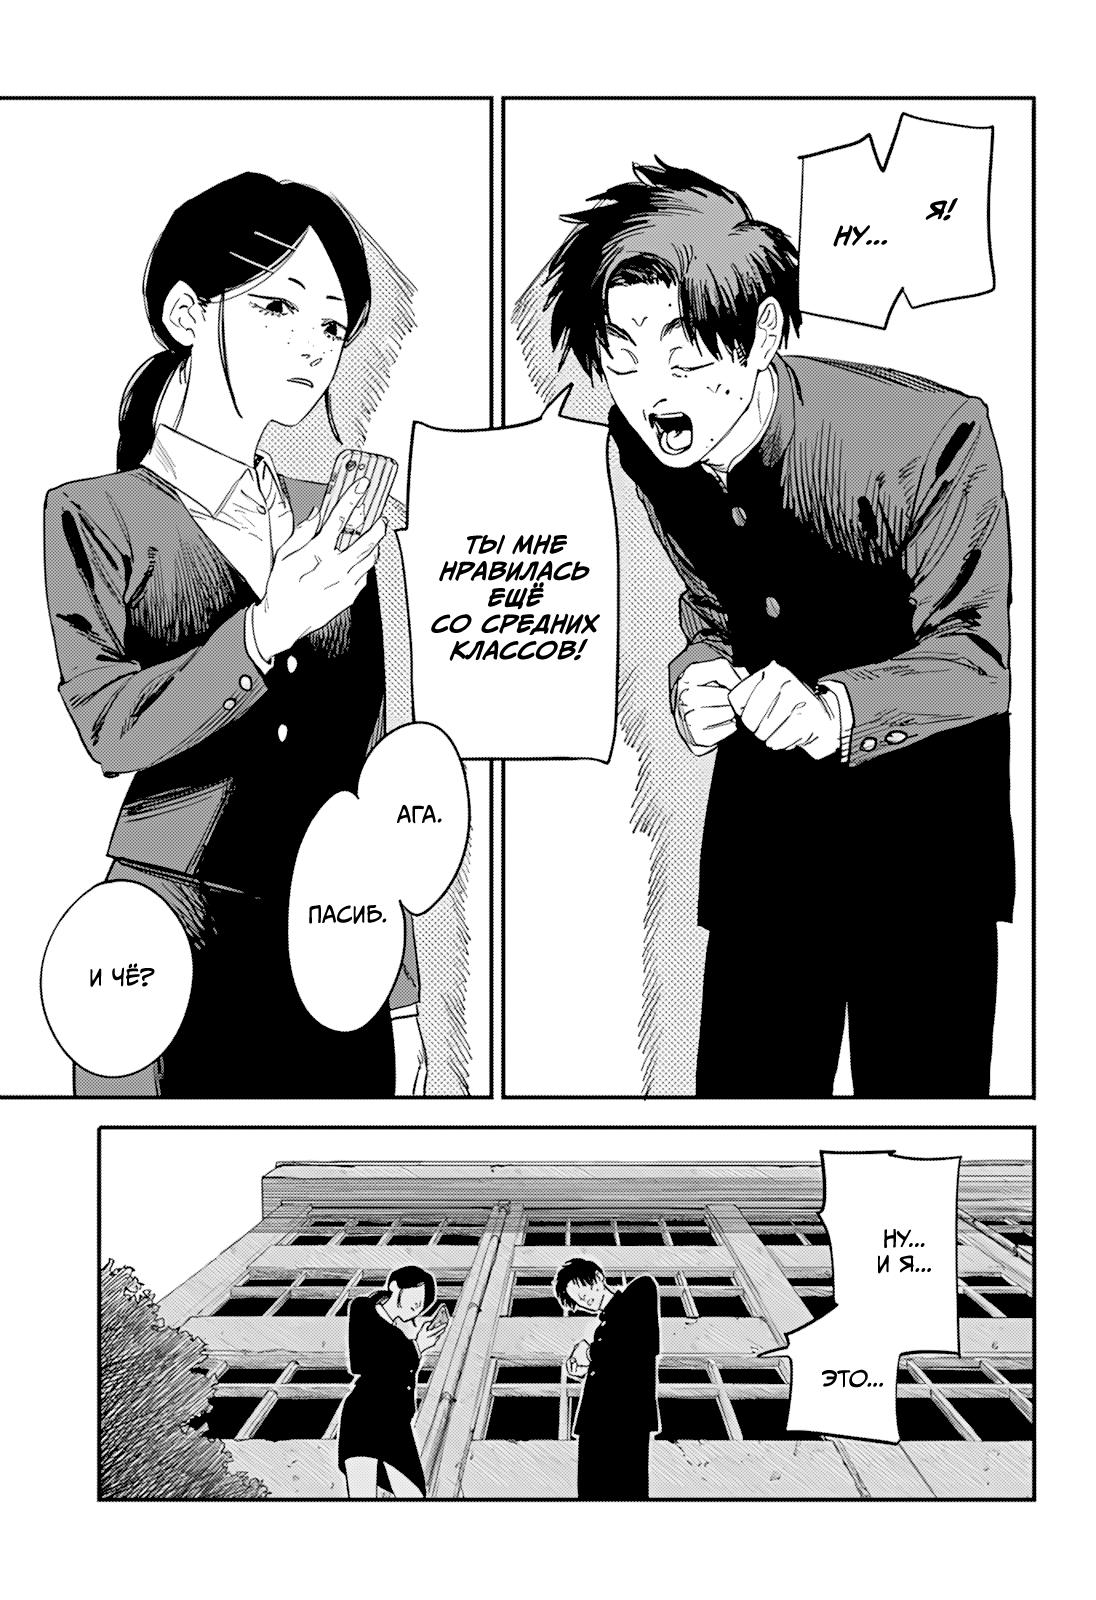 Я!
НУ...
ТЫ МНЕ
НРАВИЛАСЬ
ЕЩЁ
СО СРЕДНИХ
КЛАССОВ!
АГА.
ПАСИБ.
И ЧЁ?
НУ...
И Я...
ЭТО...